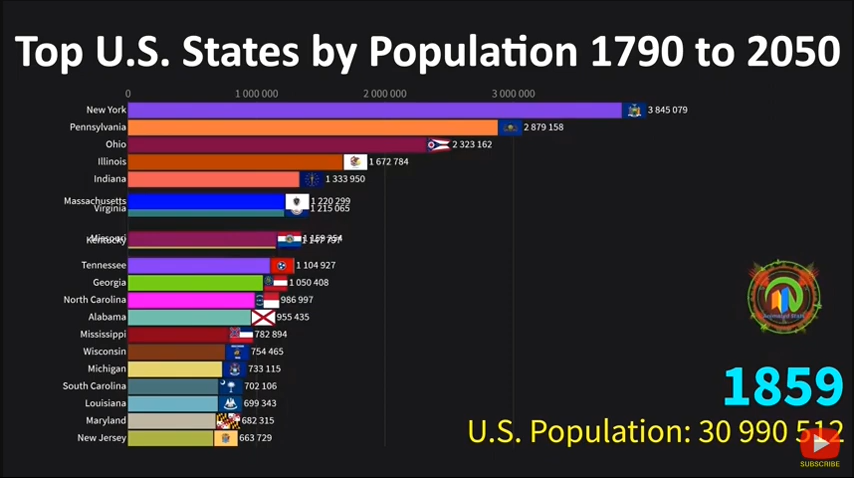 Top U.S. States by Population 1790 to 2050
0 1 000 000 2 000 000 3 000 000
New York 3 845 079
Pennsylvania 2 879 158
Ohio 2 323 162
Illinois 1 672 784
Indiana 1 333 950
Massachusetts 1 220 299
Virginia 1 215 065
Missouri
Kentucky
Tennessee 1 104 927
Georgia 1 050 408
North Carolina 986 997
Alabama 955 435
Mississippi 782 894
Wisconsin 754 465
Michigan 733 115
South Carolina 702 106
Louisiana 699 343
Maryland 682 315
New Jersey 663 729
1859
U.S. Population: 30 990 512
SUBSCRIBE